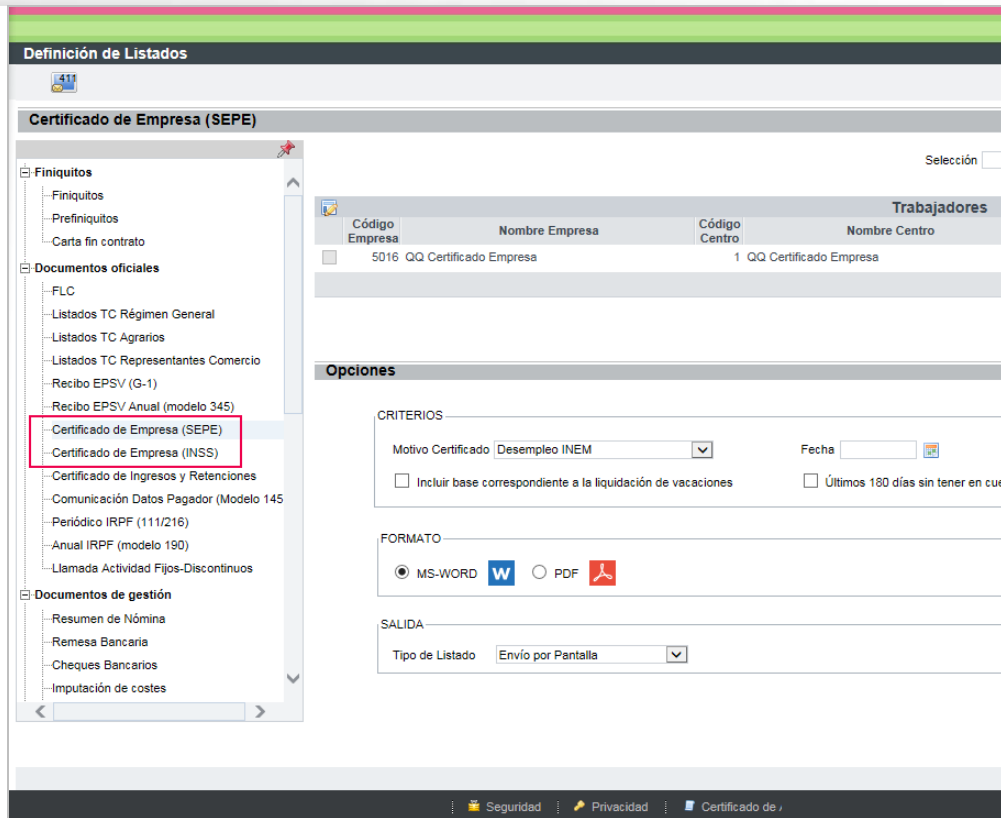 Definición de Listados
411
Certificado de Empresa (SEPE)
Finiquitos
Finiquitos
Prefiniquitos
Carta fin contrato
Documentos oficiales
FLC
Listados TC Régimen General
Listados TC Agrarios
Listados TC Representantes Comercio
Recibo EPSV (G-1)
Recibo EPSV Anual (modelo 345)
Certificado de Empresa (SEPE)
Certificado de Empresa (INSS)
Certificado de Ingresos y Retenciones
Comunicación Datos Pagador (Modelo 145
Periódico IRPF (111/216)
Anual IRPF (modelo 190)
Llamada Actividad Fijos-Discontinuos
Documentos de gestión
Resumen de Nómina
Remesa Bancaria
Cheques Bancarios
Imputación de costes
Selección
Trabajadores
Código Empresa Nombre Empresa Código Centro Nombre Centro
5016 QQ Certificado Empresa 1 QQ Certificado Empresa
Opciones
CRITERIOS
Motivo Certificado Desempleo INEM Fecha
Incluir base correspondiente a la liquidación de vacaciones Últimos 180 días sin tener en cue
FORMATO
MS-WORD W PDF
SALIDA
Tipo de Listado Envío por Pantalla
Seguridad Privacidad Certificado de